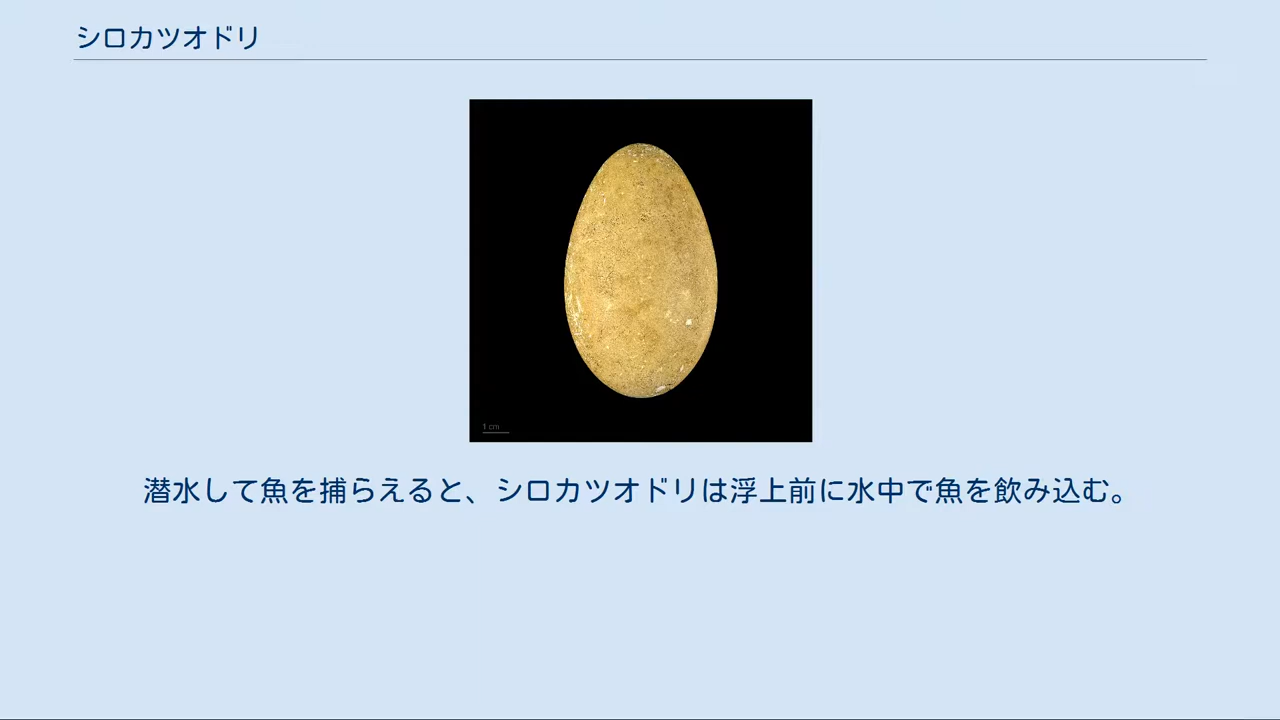 シロカツオドリ
1 cm
潜水して魚を捕らえると、シロカツオドリは浮上前に水中で魚を飲み込む。